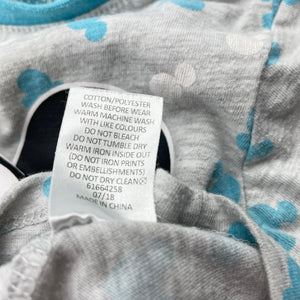 COTTON/POLYESTER
WASH BEFORE WEAR
WARM MACHINE WASH
WITH LIKE COLOURS
DO NOT BLEACH
DO NOT TUMBLE DRY
WARM IRON INSIDE OUT
(DO NOT IRON PRINTS
OR EMBELLISHMENTS)
DO NOT DRY CLEAN
61664258
07/18
MADE IN CHINA